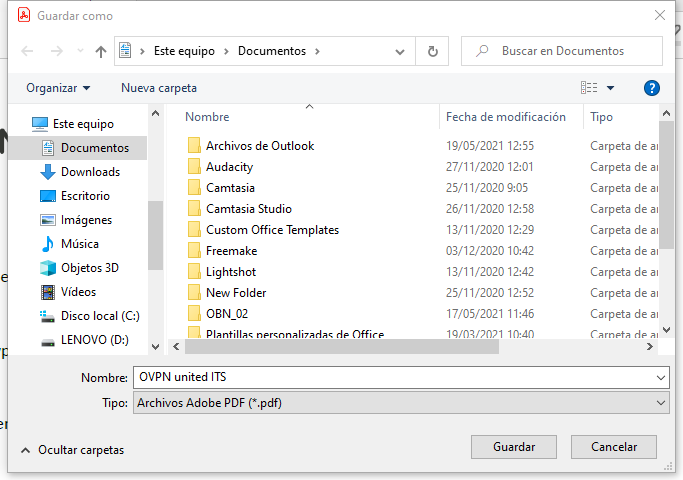 Guardar como
Este equipo > Documentos >
Buscar en Documentos
Organizar
Nueva carpeta
Este equipo
Documentos
Downloads
Escritorio
Imágenes
Música
Objetos 3D
Vídeos
Disco local (C:)
LENOVO (D:)
Nombre Fecha de modificación Tipo
Archivos de Outlook 19/05/2021 12:55 Carpeta de ar
Audacity 27/11/2020 12:01 Carpeta de ar
Camtasia 25/11/2020 9:05 Carpeta de ar
Camtasia Studio 26/11/2020 12:58 Carpeta de ar
Custom Office Templates 13/11/2020 12:29 Carpeta de ar
Freemake 03/12/2020 10:42 Carpeta de ar
Lightshot 13/11/2020 12:42 Carpeta de ar
New Folder 25/11/2020 12:52 Carpeta de ar
OBN_02 17/05/2021 11:46 Carpeta de ar
Plantillas personalizadas de Office 19/03/2021 10:40 Carpeta de ar
Nombre: OVPN united ITS
Tipo: Archivos Adobe PDF (*.pdf)
Ocultar carpetas
Guardar
Cancelar